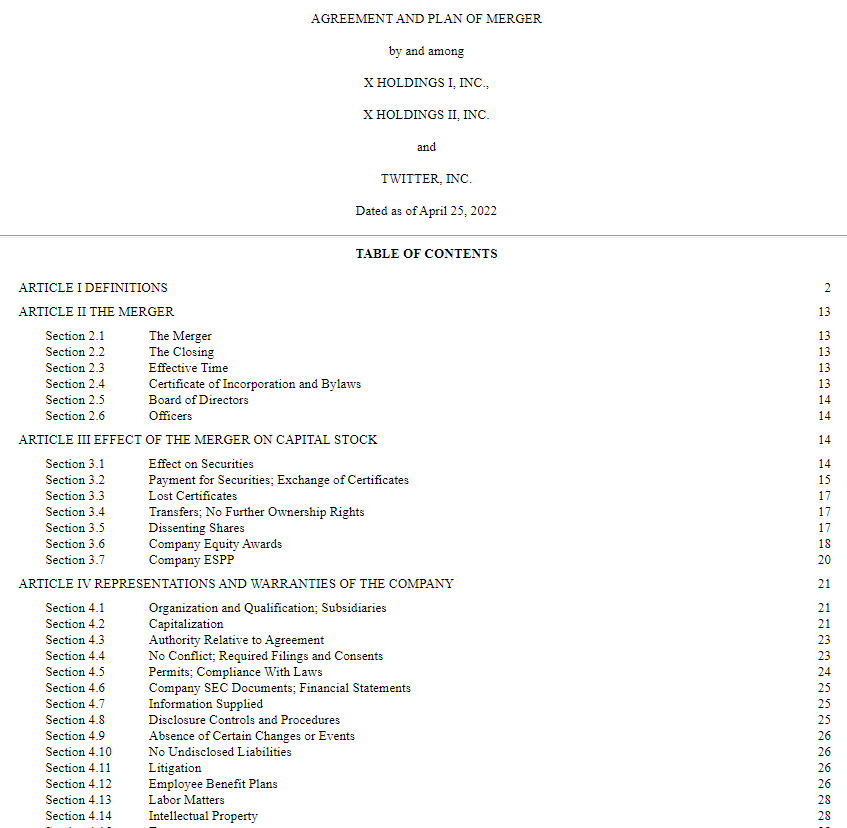 AGREEMENT AND PLAN OF MERGER
by and among
X HOLDINGS I, INC.,
X HOLDINGS II, INC.
and
TWITTER, INC.
Dated as of April 25, 2022
TABLE OF CONTENTS
ARTICLE I DEFINITIONS 2
ARTICLE II THE MERGER 13
Section 2.1 The Merger 13
Section 2.2 The Closing 13
Section 2.3 Effective Time 13
Section 2.4 Certificate of Incorporation and Bylaws 13
Section 2.5 Board of Directors 14
Section 2.6 Officers 14
ARTICLE III EFFECT OF THE MERGER ON CAPITAL STOCK 14
Section 3.1 Effect on Securities 14
Section 3.2 Payment for Securities; Exchange of Certificates 15
Section 3.3 Lost Certificates 17
Section 3.4 Transfers; No Further Ownership Rights 17
Section 3.5 Dissenting Shares 17
Section 3.6 Company Equity Awards 18
Section 3.7 Company ESPP 20
ARTICLE IV REPRESENTATIONS AND WARRANTIES OF THE COMPANY 21
Section 4.1 Organization and Qualification; Subsidiaries 21
Section 4.2 Capitalization 21
Section 4.3 Authority Relative to Agreement 23
Section 4.4 No Conflict; Required Filings and Consents 23
Section 4.5 Permits; Compliance With Laws 24
Section 4.6 Company SEC Documents; Financial Statements 25
Section 4.7 Information Supplied 25
Section 4.8 Disclosure Controls and Procedures 25
Section 4.9 Absence of Certain Changes or Events 26
Section 4.10 No Undisclosed Liabilities 26
Section 4.11 Litigation 26
Section 4.12 Employee Benefit Plans 26
Section 4.13 Labor Matters 28
Section 4.14 Intellectual Property 28